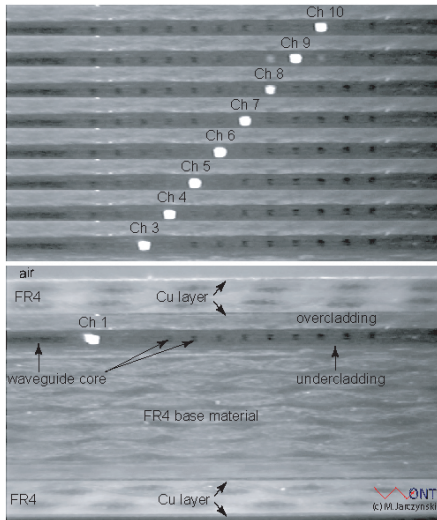 Ch 10
Ch 9
Ch 8
Ch 7
Ch 6
Ch 5
Ch 4
Ch 3
air
FR4
Cu layer
Ch 1
overcladding
waveguide core
undercladding
FR4 base material
FR4
Cu layer
ONT
(c) M. Jarczynski